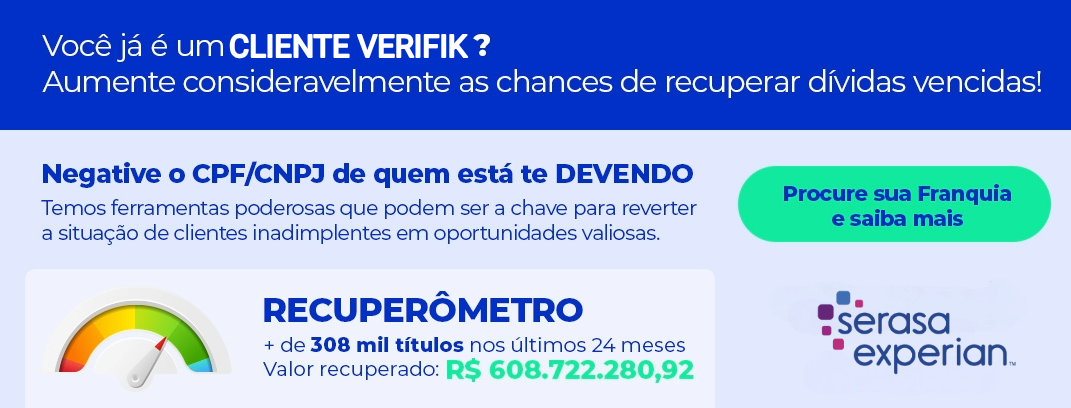 Você já é um CLIENTE VERIFIK ?
Aumente consideravelmente as chances de recuperar dívidas vencidas!
Negative o CPF/CNPJ de quem está te DEVENDO
Temos ferramentas poderosas que podem ser a chave para reverter
a situação de clientes inadimplentes em oportunidades valiosas.
Procure sua Franquia
e saiba mais
RECUPERÔMETRO
+ de 308 mil títulos nos últimos 24 meses
Valor recuperado: R$ 608.722.280,92
serasa
experian™